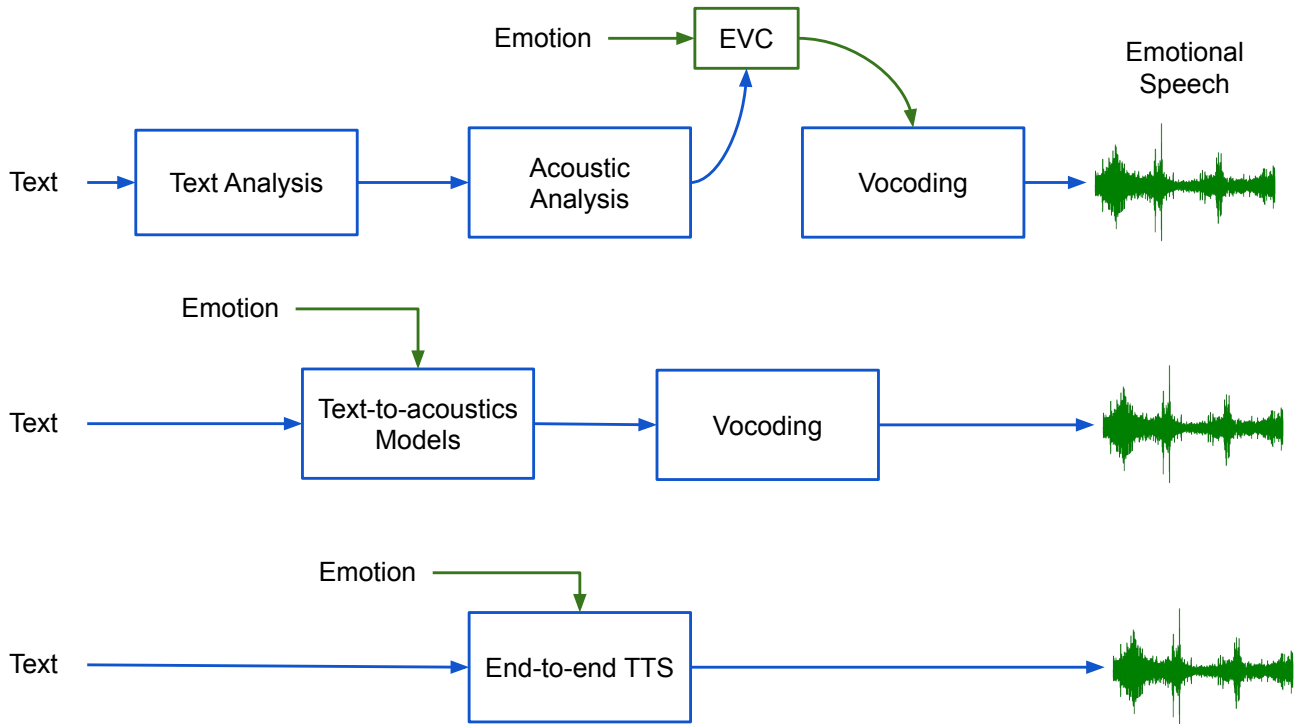 Emotion
EVC
Emotional
Speech
Text
Text Analysis
Acoustic
Analysis
Vocoding
Emotion
Text
Text-to-acoustics
Models
Vocoding
Emotion
Text
End-to-end TTS